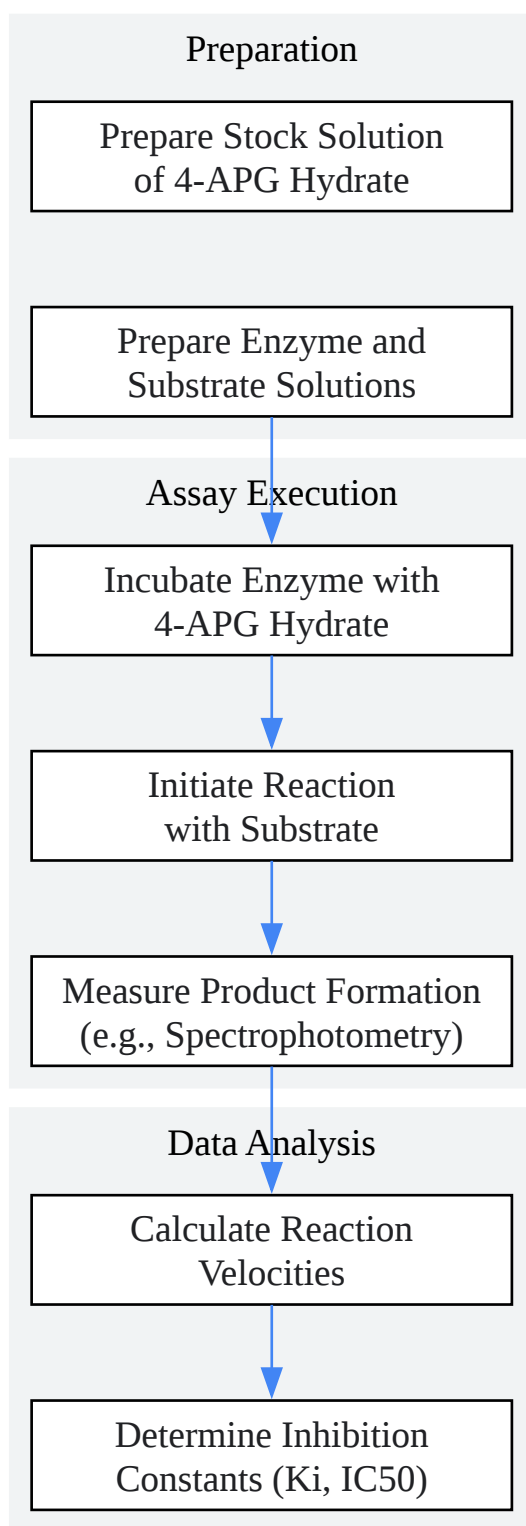 Preparation
Prepare Stock Solution
of 4-APG Hydrate
Prepare Enzyme and
Substrate Solutions
Assay Execution
Incubate Enzyme with
4-APG Hydrate
Initiate Reaction
with Substrate
Measure Product Formation
(e.g., Spectrophotometry)
Data Analysis
Calculate Reaction
Velocities
Determine Inhibition
Constants (Ki, IC50)